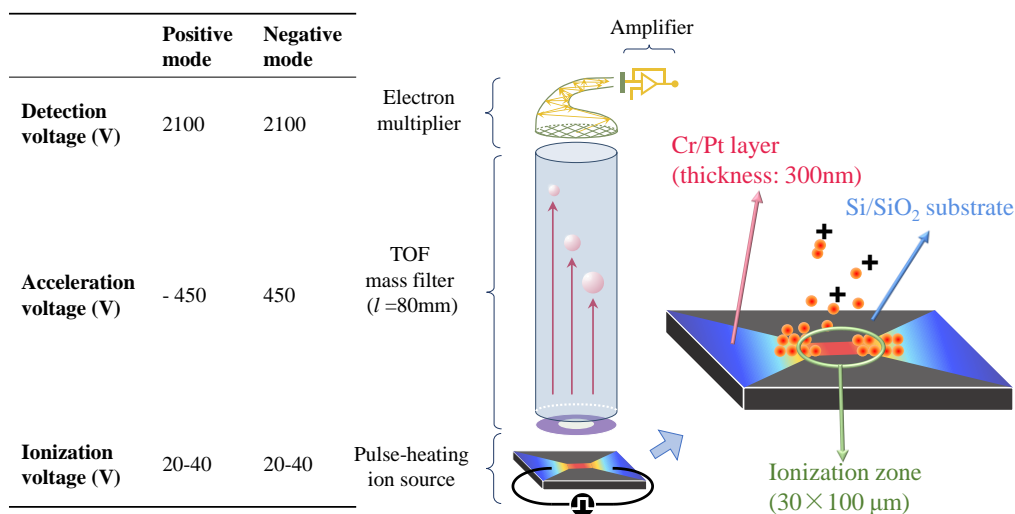 Positive mode
Negative mode
Detection voltage (V)
2100
2100
Acceleration voltage (V)
- 450
450
Ionization voltage (V)
20-40
20-40
Amplifier
Electron multiplier
TOF mass filter (l =80mm)
Pulse-heating ion source
Cr/Pt layer
(thickness: 300nm)
Si/SiO₂ substrate
+
+
+
Ionization zone
(30×100 μm)